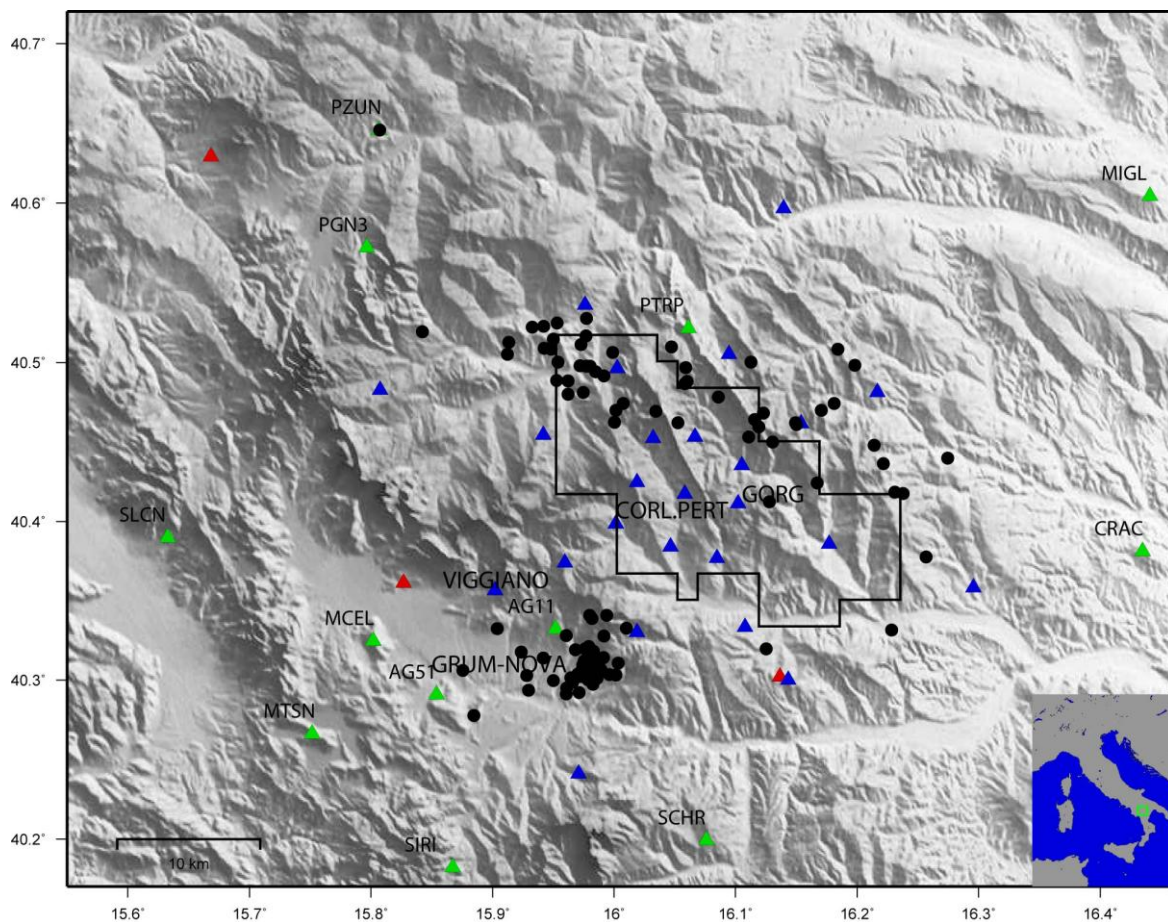 40.7°
PZUN
MIGL
40.6°
PGN3
PTRP
40.5°
SLCN
GORG
CORL.PERT
40.4°
CRAC
VIGGIANO
AG11
MCEL
GRUM-NOVA
AG51
40.3°
MTSN
SCHR
SIRI
40.2°
10 km
15.6° 15.7° 15.8° 15.9° 16° 16.1° 16.2° 16.3° 16.4°